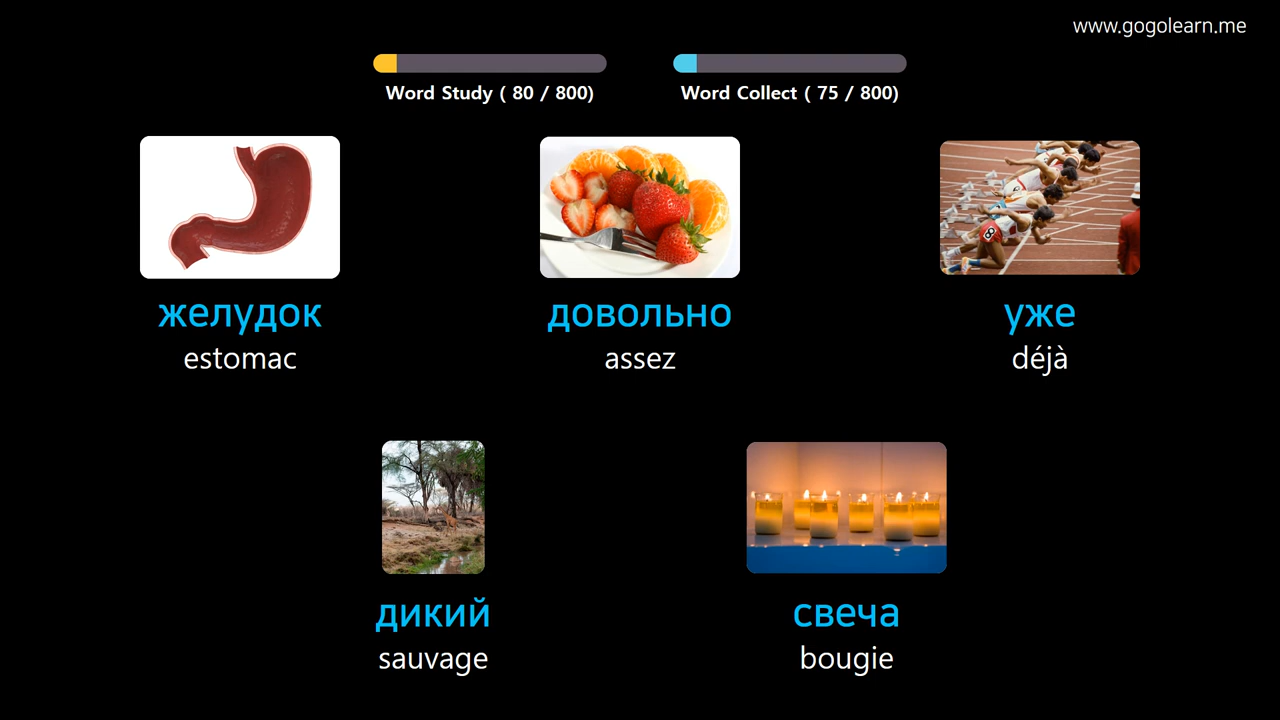 www.gogolearn.me
Word Study ( 80 / 800)
Word Collect ( 75 / 800)
желудок
estomac
довольно
assez
уже
déjà
дикий
sauvage
свеча
bougie